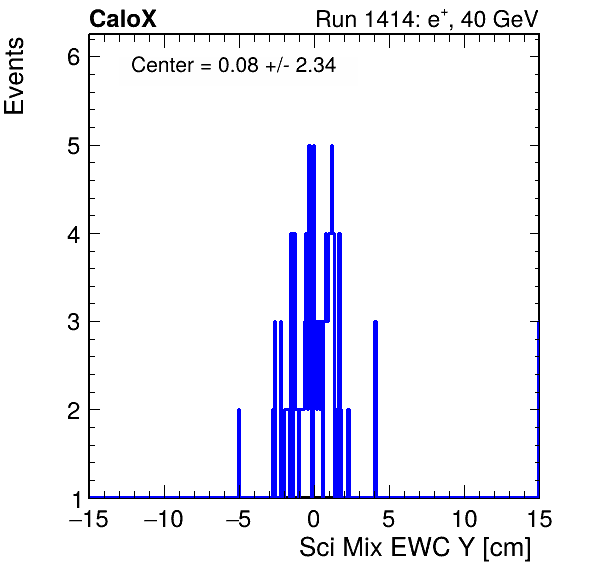 CaloX Run 1414: e⁺, 40 GeV
Center = 0.08 +/- 2.34
Events
6
5
4
3
2
1
−15 −10 −5 0 5 10 15
Sci Mix EWC Y [cm]